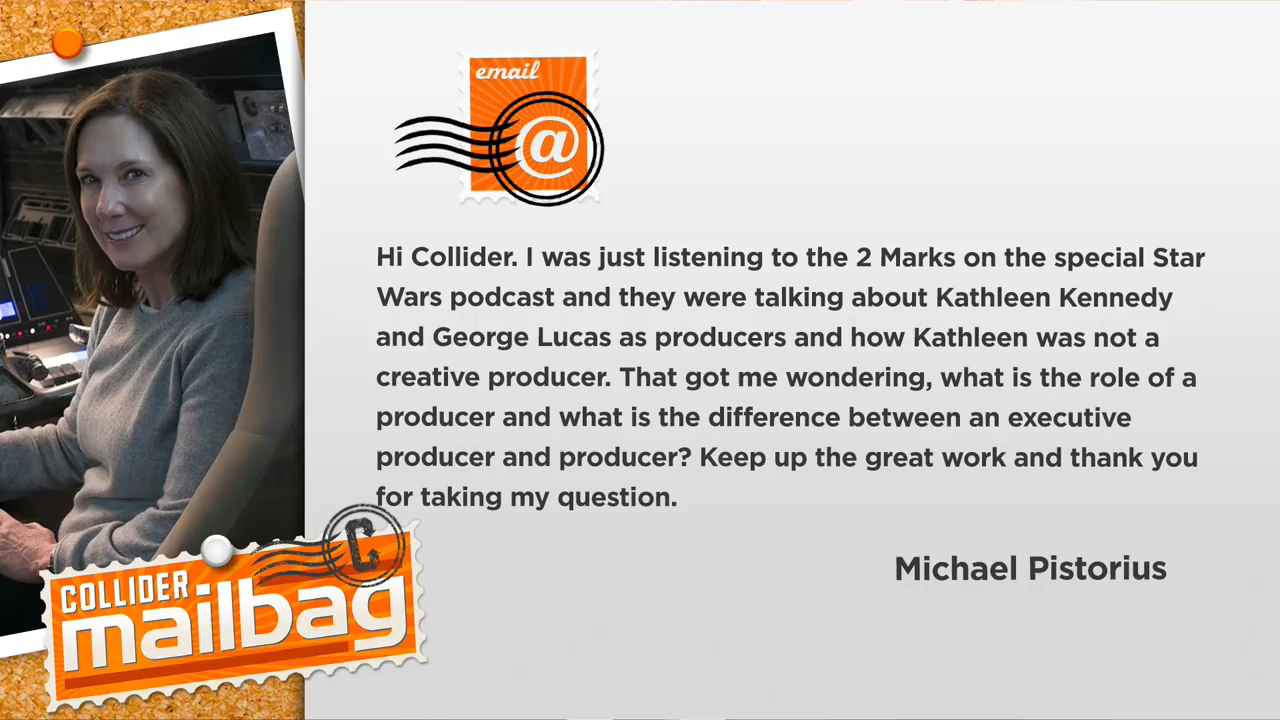 email
@
Hi Collider. I was just listening to the 2 Marks on the special Star
Wars podcast and they were talking about Kathleen Kennedy
and George Lucas as producers and how Kathleen was not a
creative producer. That got me wondering, what is the role of a
producer and what is the difference between an executive
producer and producer? Keep up the great work and thank you
for taking my question.
Michael Pistorius
C
COLLIDER
mailbag